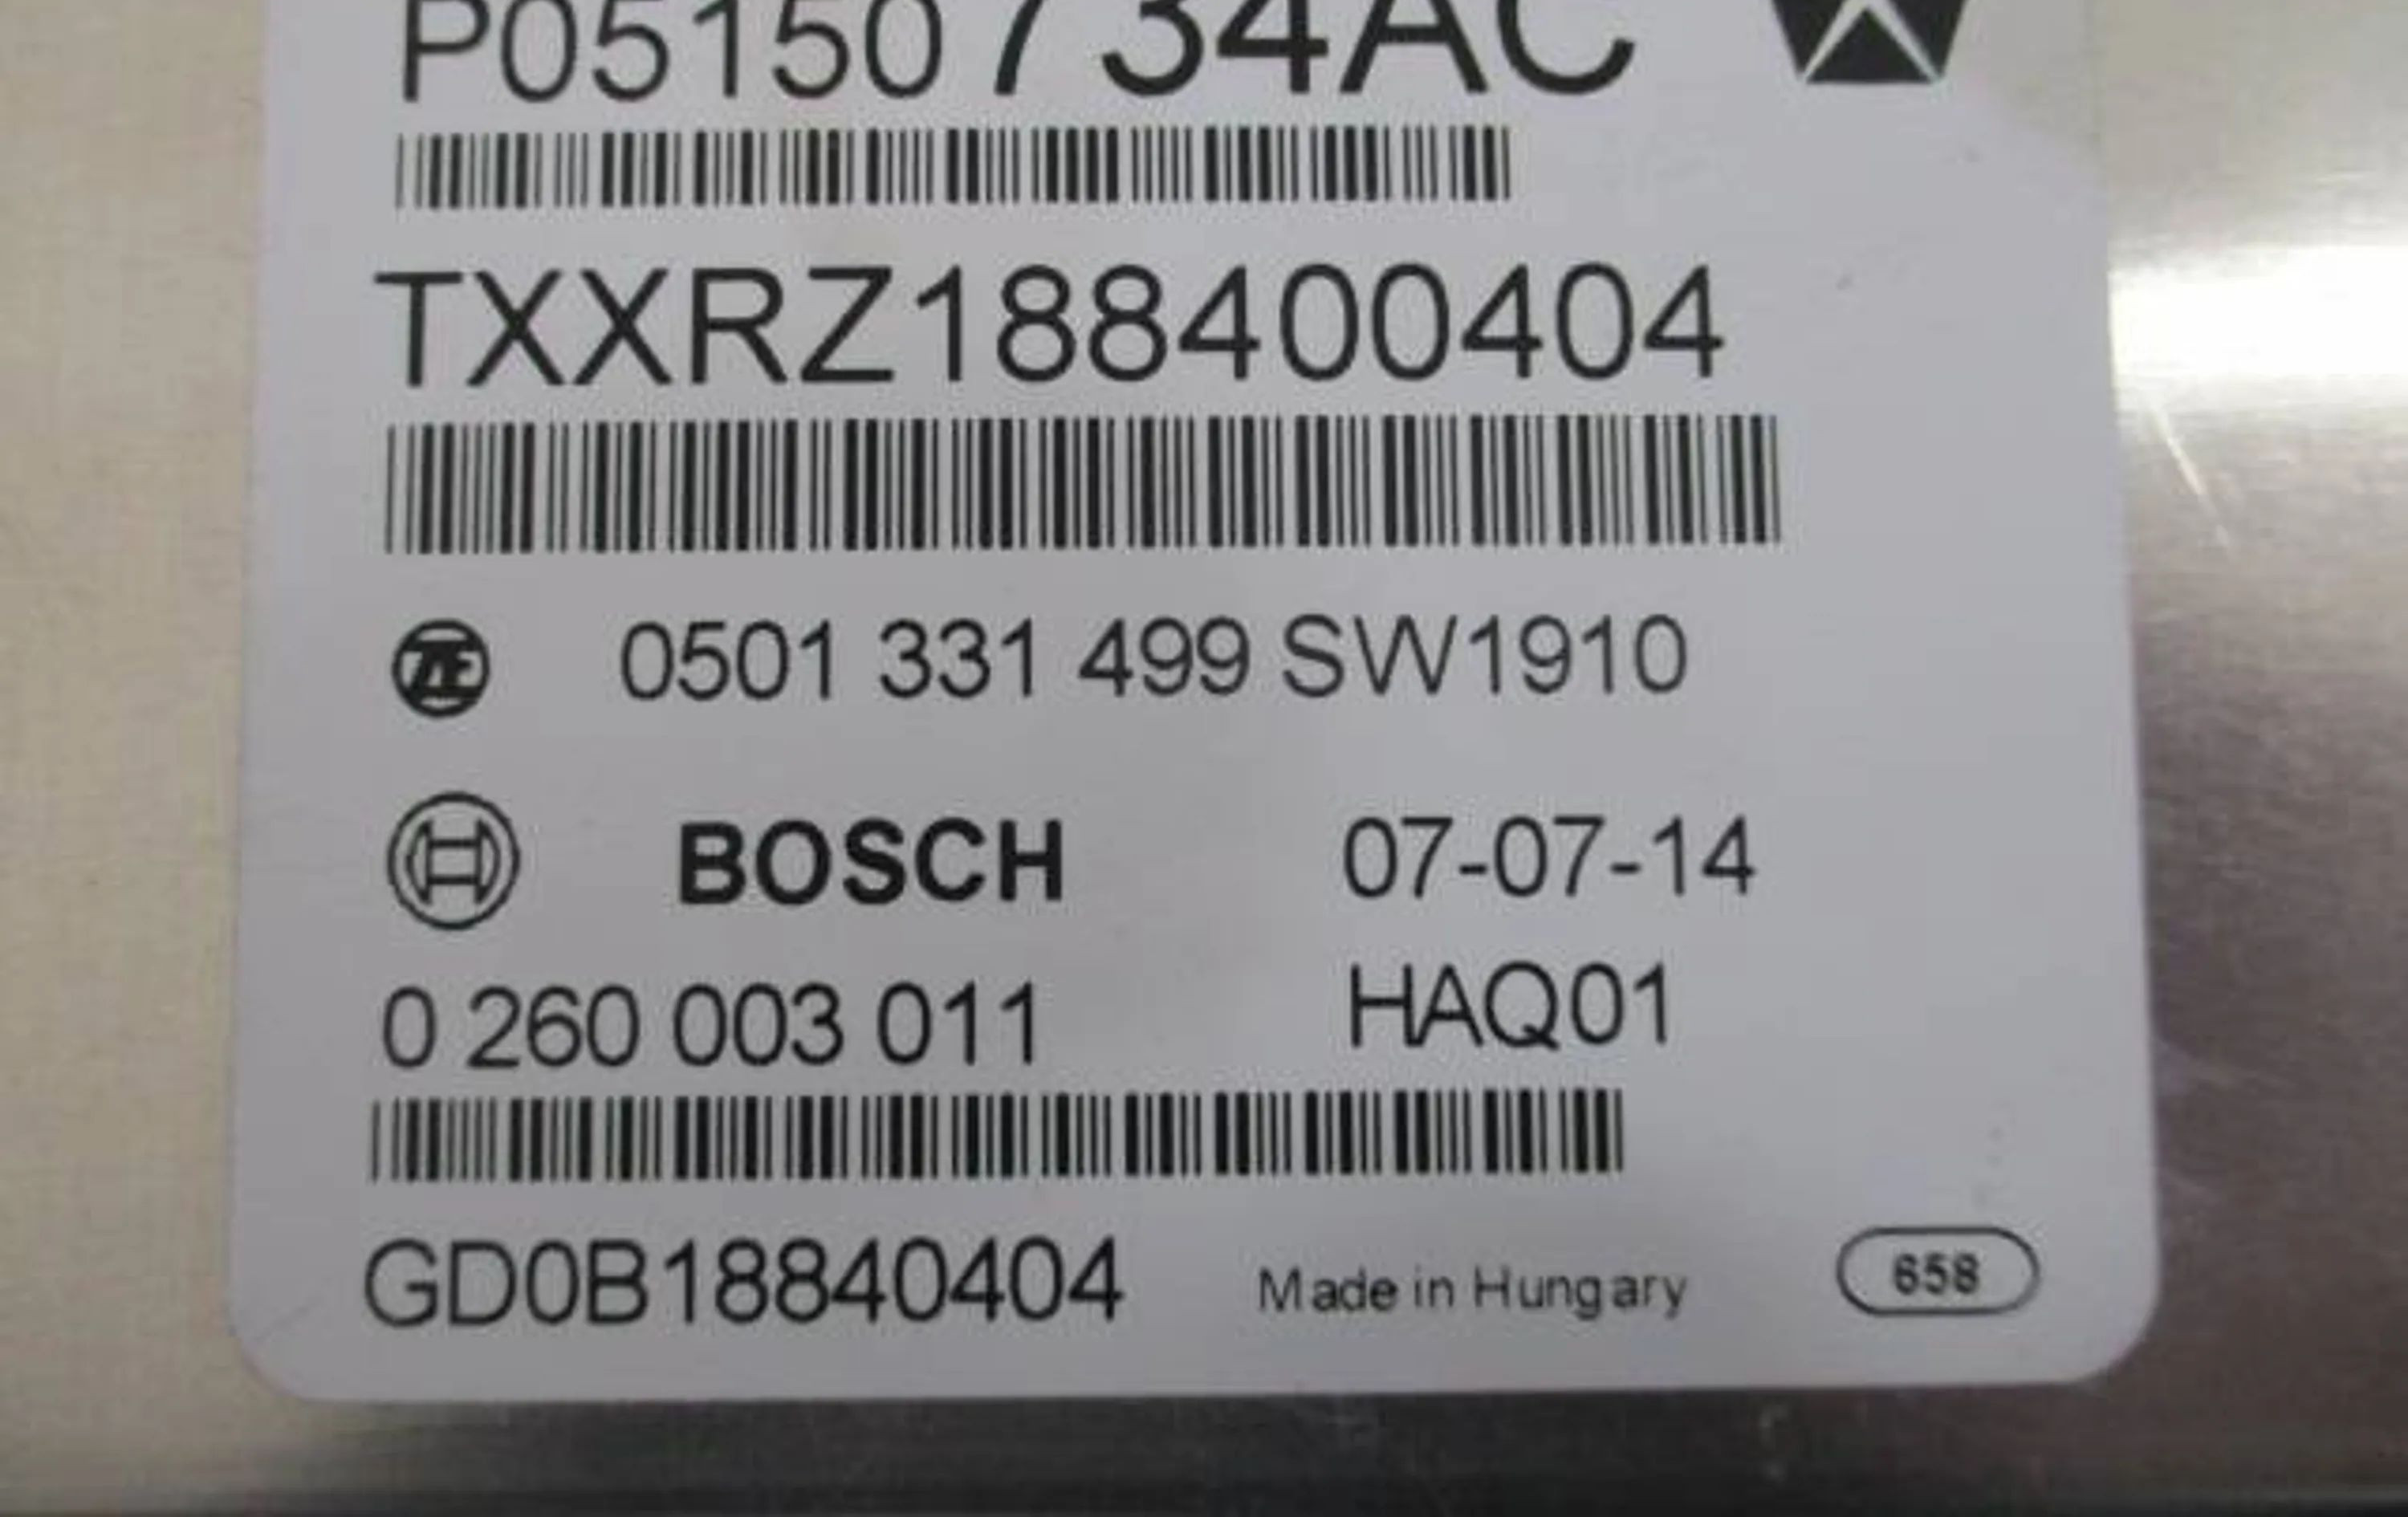 P05150734AC
TXXRZ188400404
ZF 0501 331 499 SW1910
BOSCH 07-07-14
0 260 003 011 HAQ01
GD0B18840404 Made in Hungary 658